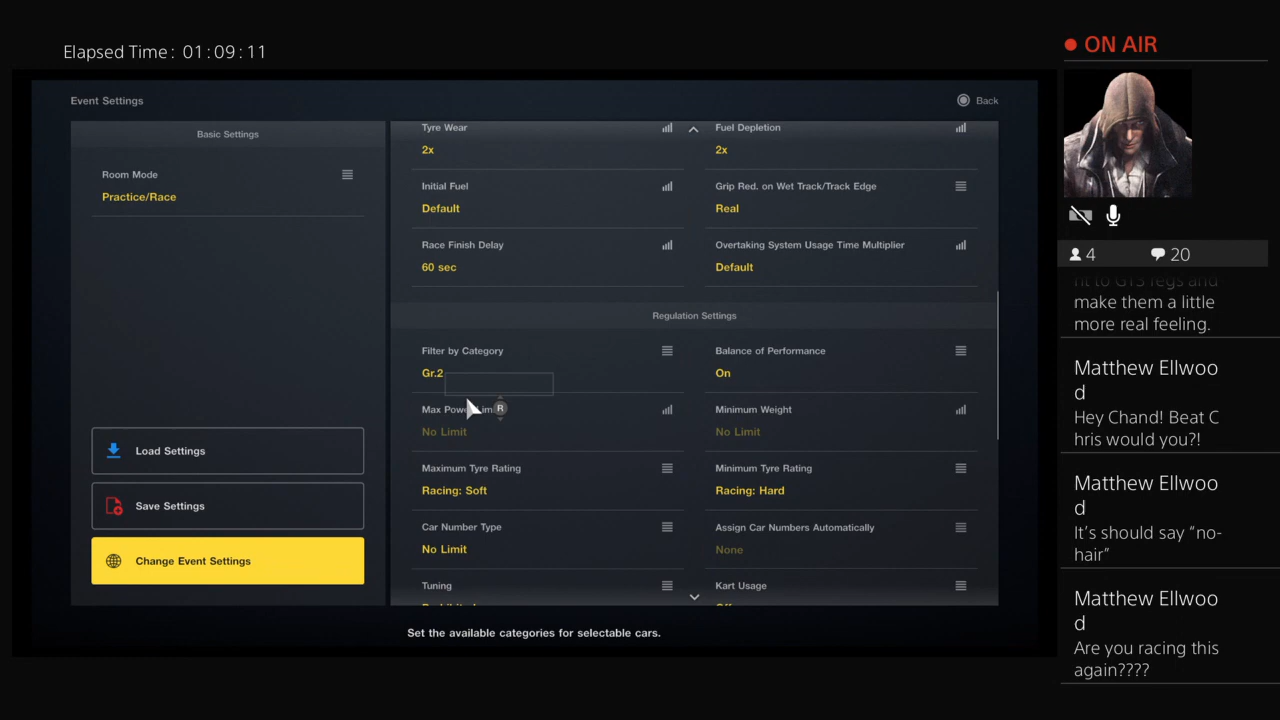 Elapsed Time: 01:09:11
ON AIR
Event Settings
Back
Basic Settings
Room Mode
Practice/Race
Load Settings
Save Settings
Change Event Settings
Tyre Wear
2x
Fuel Depletion
2x
Initial Fuel
Default
Grip Red. on Wet Track/Track Edge
Real
Race Finish Delay
60 sec
Overtaking System Usage Time Multiplier
Default
Regulation Settings
Filter by Category
Gr.2
Balance of Performance
On
R
No Limit
Minimum Weight
No Limit
Maximum Tyre Rating
Racing: Soft
Minimum Tyre Rating
Racing: Hard
Car Number Type
No Limit
Assign Car Numbers Automatically
None
Tuning
Kart Usage
Set the available categories for selectable cars.
4
20
make them a little
more real feeling.
Matthew Ellwoo
d
Hey Chand! Beat C
hris would you?!
Matthew Ellwoo
d
It's should say "no-
hair"
Matthew Ellwoo
d
Are you racing this
again????